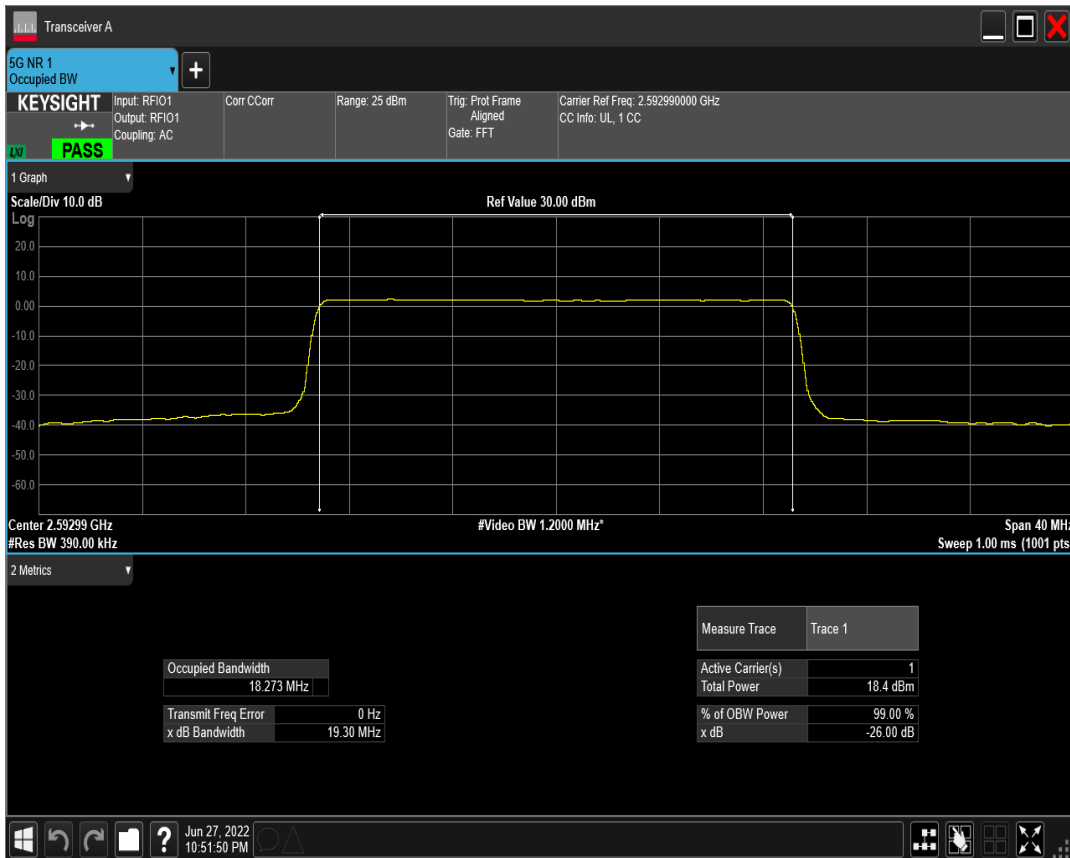 Transceiver A
5G NR 1
Occupied BW
+
KEYSIGHT
LXI
PASS
Input: RFIO1
Output: RFIO1
Coupling: AC
Corr CCorr
Range: 25 dBm
Trig: Prot Frame
Aligned
Gate: FFT
Carrier Ref Freq: 2.592990000 GHz
CC Info: UL, 1 CC
1 Graph
Scale/Div 10.0 dB
Ref Value 30.00 dBm
Log
20.0
10.0
0.00
-10.0
-20.0
-30.0
-40.0
-50.0
-60.0
Center 2.59299 GHz
#Video BW 1.2000 MHz*
Span 40 MHz
#Res BW 390.00 kHz
Sweep 1.00 ms (1001 pts
2 Metrics
Measure Trace Trace 1
Occupied Bandwidth
18.273 MHz
Active Carrier(s) 1
Total Power 18.4 dBm
Transmit Freq Error 0 Hz
x dB Bandwidth 19.30 MHz
% of OBW Power 99.00 %
x dB -26.00 dB
?
Jun 27, 2022
10:51:50 PM